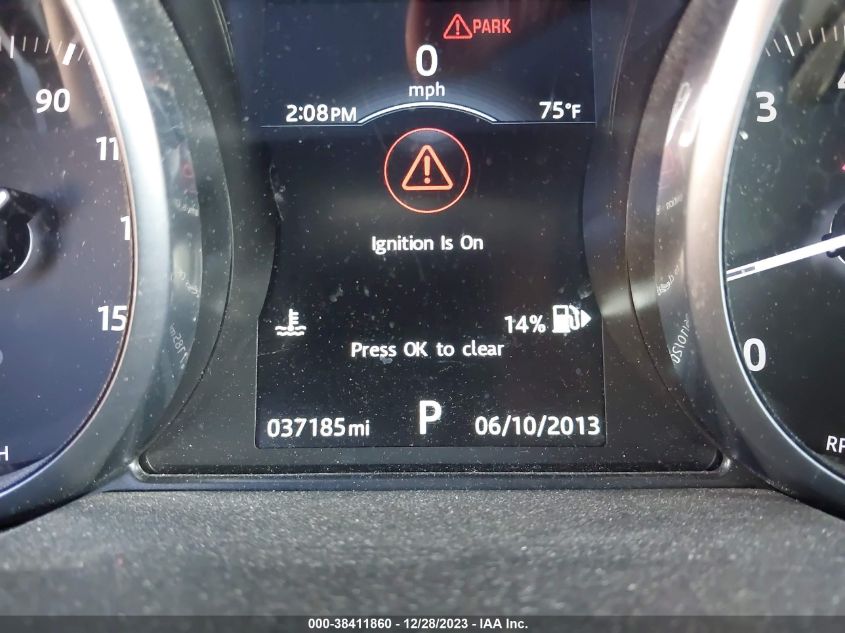 PARK
0
mph
2:08PM 75°F
90
3
4
Ignition Is On
15
14%
Press OK to clear
0
037185mi P 06/10/2013
000-38411860 - 12/28/2023 - IAA Inc.